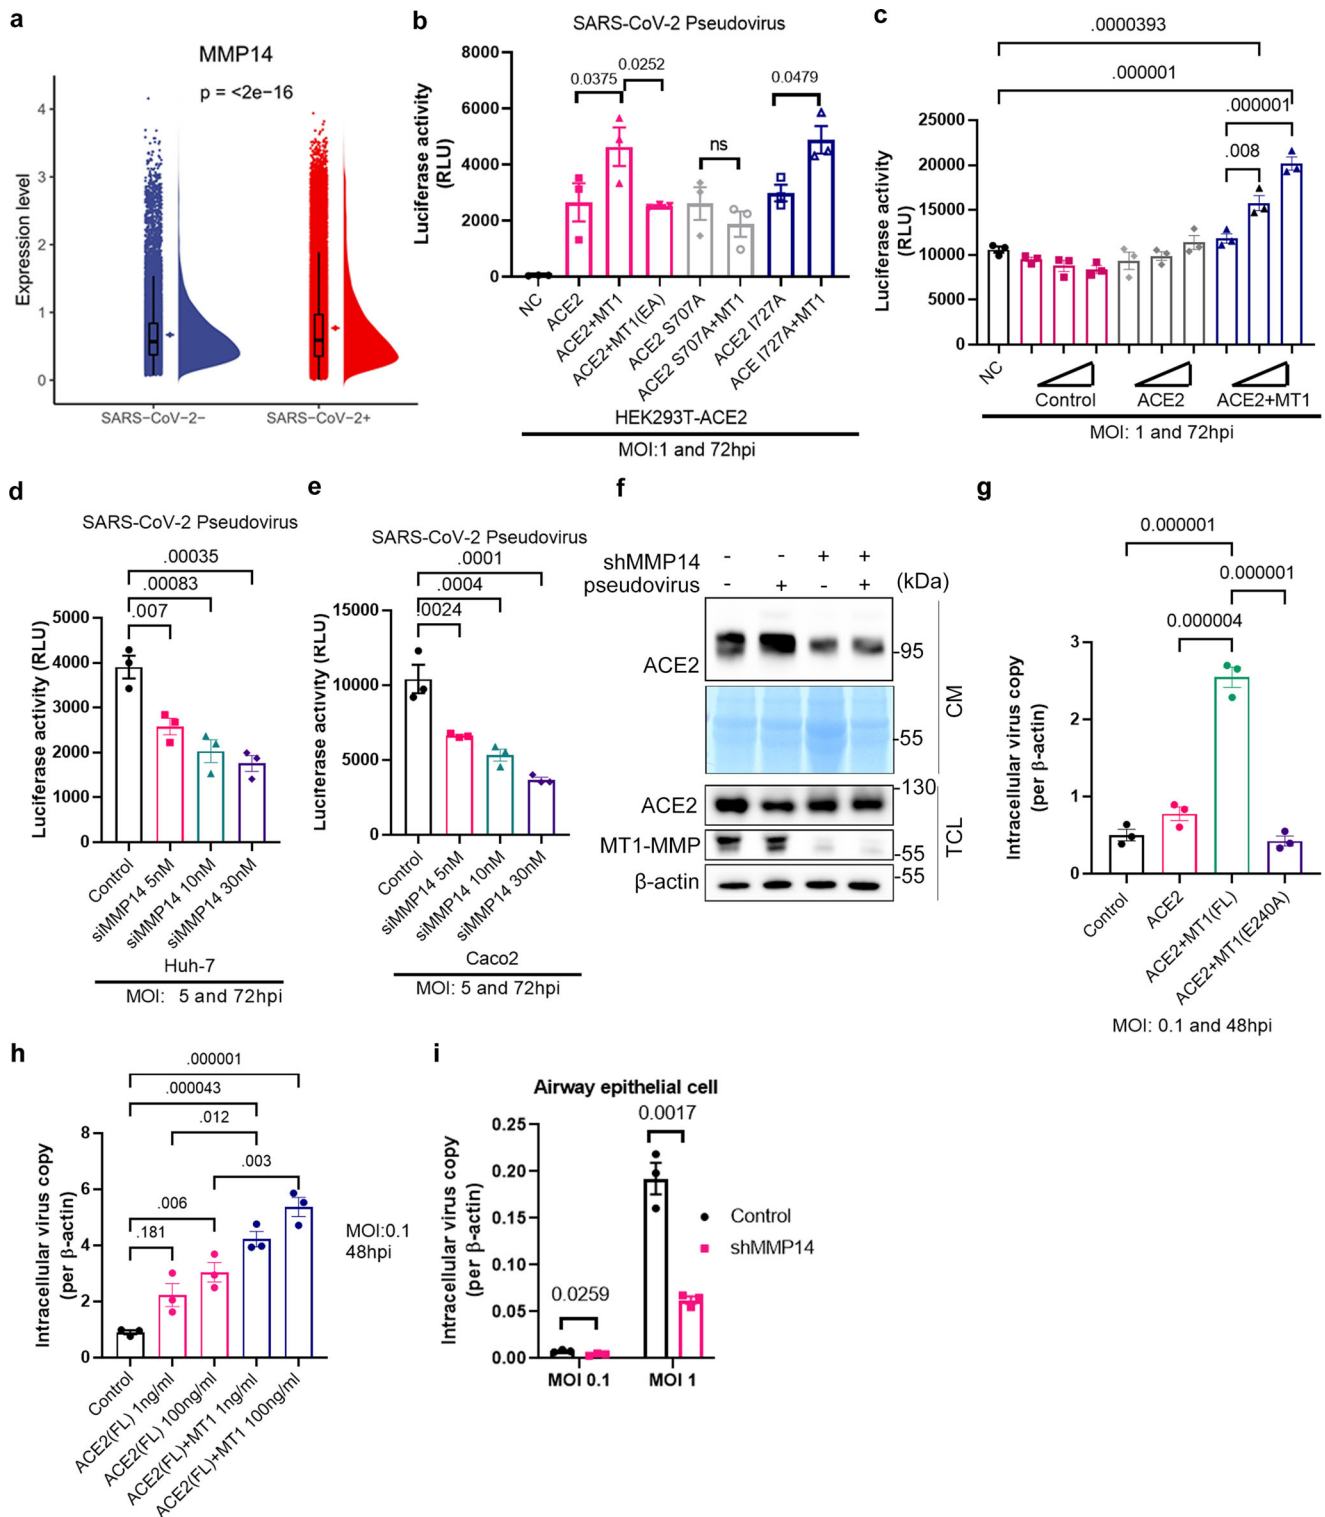 a
MMP14
p = <2e−16
Expression level
4
3
2
1
0
SARS−CoV−2−
SARS−CoV−2+
b
SARS-CoV-2 Pseudovirus
Luciferase activity
(RLU)
8000
6000
4000
2000
0
0.0375
0.0252
ns
0.0479
NC
ACE2
ACE2+MT1
ACE2+MT1(EA)
ACE2 S707A
ACE2 S707A+MT1
ACE2 I727A
ACE I727A+MT1
HEK293T-ACE2
MOI:1 and 72hpi
c
.0000393
.000001
.000001
.008
Luciferase activity
(RLU)
25000
20000
15000
10000
5000
0
NC
Control
ACE2
ACE2+MT1
MOI: 1 and 72hpi
d
SARS-CoV-2 Pseudovirus
.00035
.00083
.007
Luciferase activity (RLU)
5000
4000
3000
2000
1000
0
Control
siMMP14 5nM
siMMP14 10nM
siMMP14 30nM
Huh-7
MOI: 5 and 72hpi
e
SARS-CoV-2 Pseudovirus
.0001
.0004
.0024
Luciferase activity (RLU)
15000
10000
5000
0
Control
siMMP14 5nM
siMMP14 10nM
siMMP14 30nM
Caco2
MOI: 5 and 72hpi
f
shMMP14 - - + +
pseudovirus - + - + (kDa)
ACE2
-95
CM
-55
-130
ACE2
MT1-MMP
-55
TCL
-55
β-actin
g
0.000001
0.000001
0.000004
Intracellular virus copy
(per β-actin)
3
2
1
0
Control
ACE2
ACE2+MT1(FL)
ACE2+MT1(E240A)
MOI: 0.1 and 48hpi
h
.000001
.000043
.012
.003
.006
.181
Intracellular virus copy
(per β-actin)
8
6
4
2
0
MOI:0.1
48hpi
Control
ACE2(FL) 1ng/ml
ACE2(FL) 100ng/ml
ACE2(FL)+MT1 1ng/ml
ACE2(FL)+MT1 100ng/ml
i
Airway epithelial cell
0.0017
0.0259
Intracellular virus copy
(per β-actin)
0.25
0.20
0.15
0.10
0.05
0.00
Control
shMMP14
MOI 0.1
MOI 1